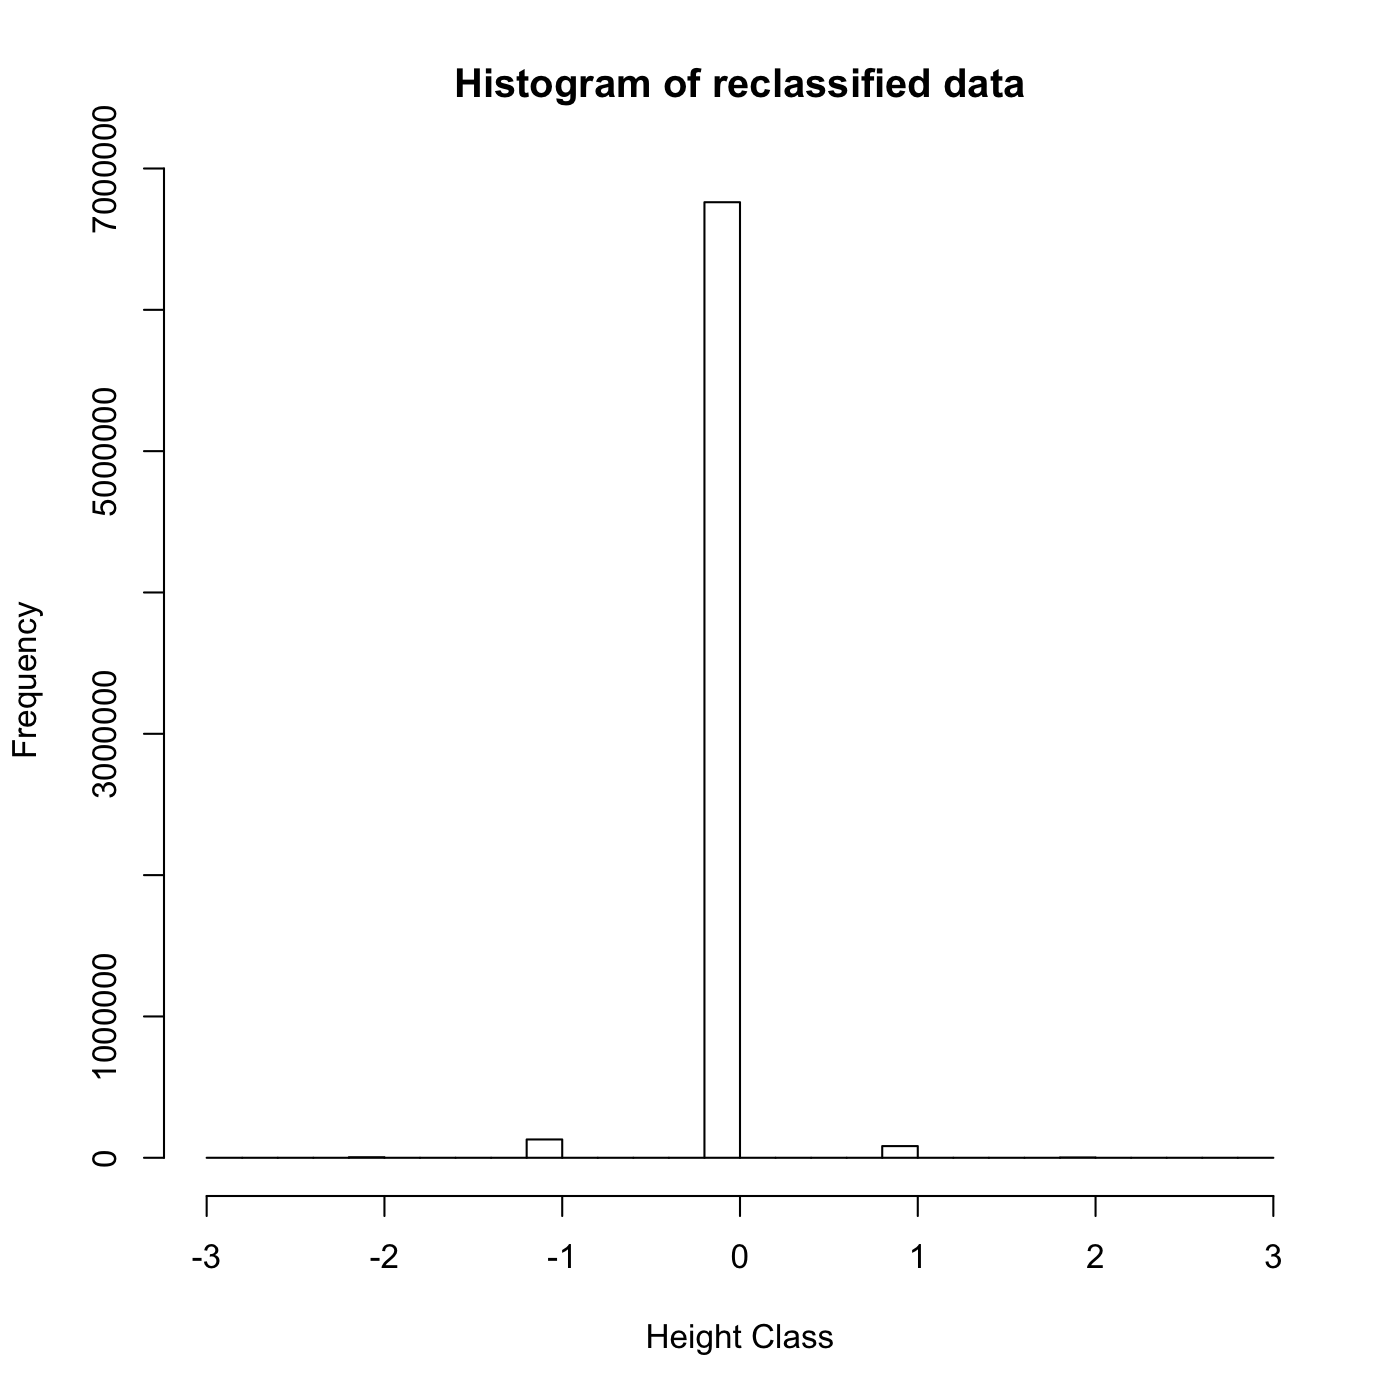 Histogram of reclassified data
7000000
5000000
3000000
1000000
0
Frequency
-3 -2 -1 0 1 2 3
Height Class